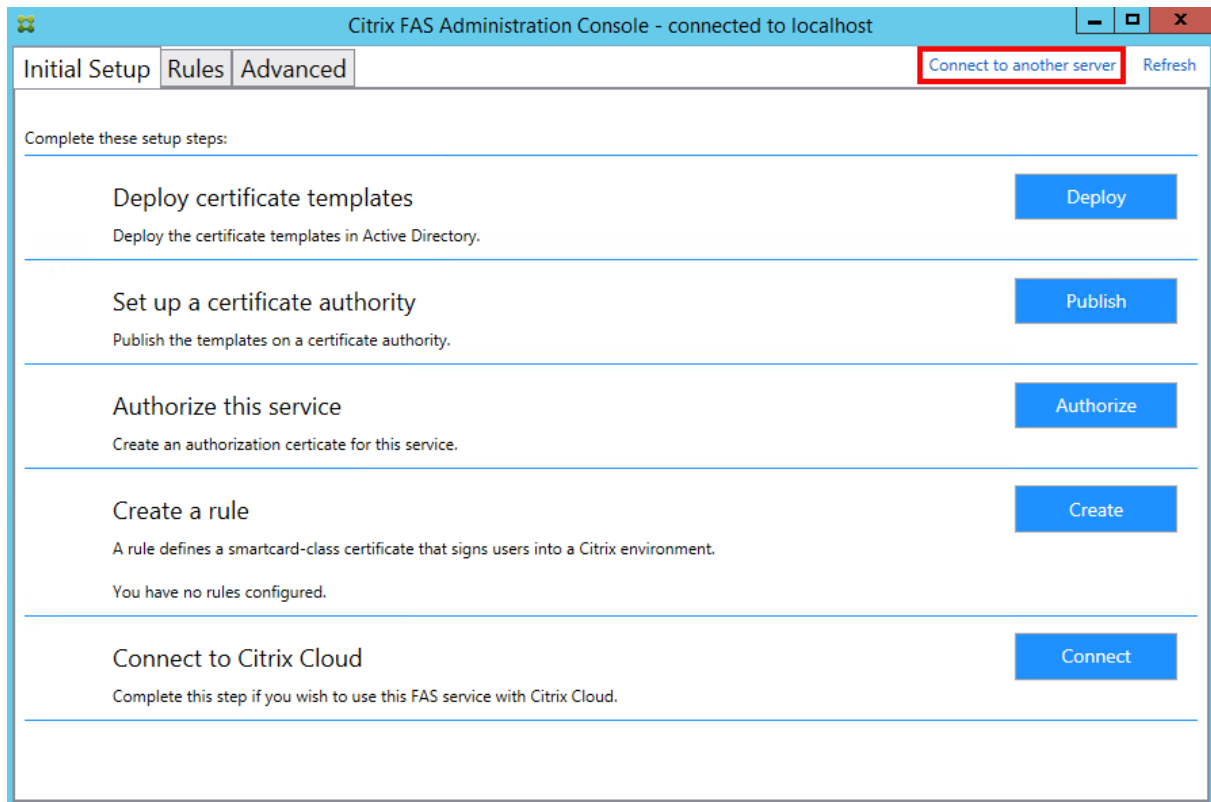 Citrix FAS Administration Console - connected to localhost
Initial Setup Rules Advanced Connect to another server Refresh
Complete these setup steps:
Deploy certificate templates
Deploy
Deploy the certificate templates in Active Directory.
Set up a certificate authority
Publish
Publish the templates on a certificate authority.
Authorize this service
Authorize
Create an authorization certicate for this service.
Create a rule
Create
A rule defines a smartcard-class certificate that signs users into a Citrix environment.
You have no rules configured.
Connect to Citrix Cloud
Connect
Complete this step if you wish to use this FAS service with Citrix Cloud.